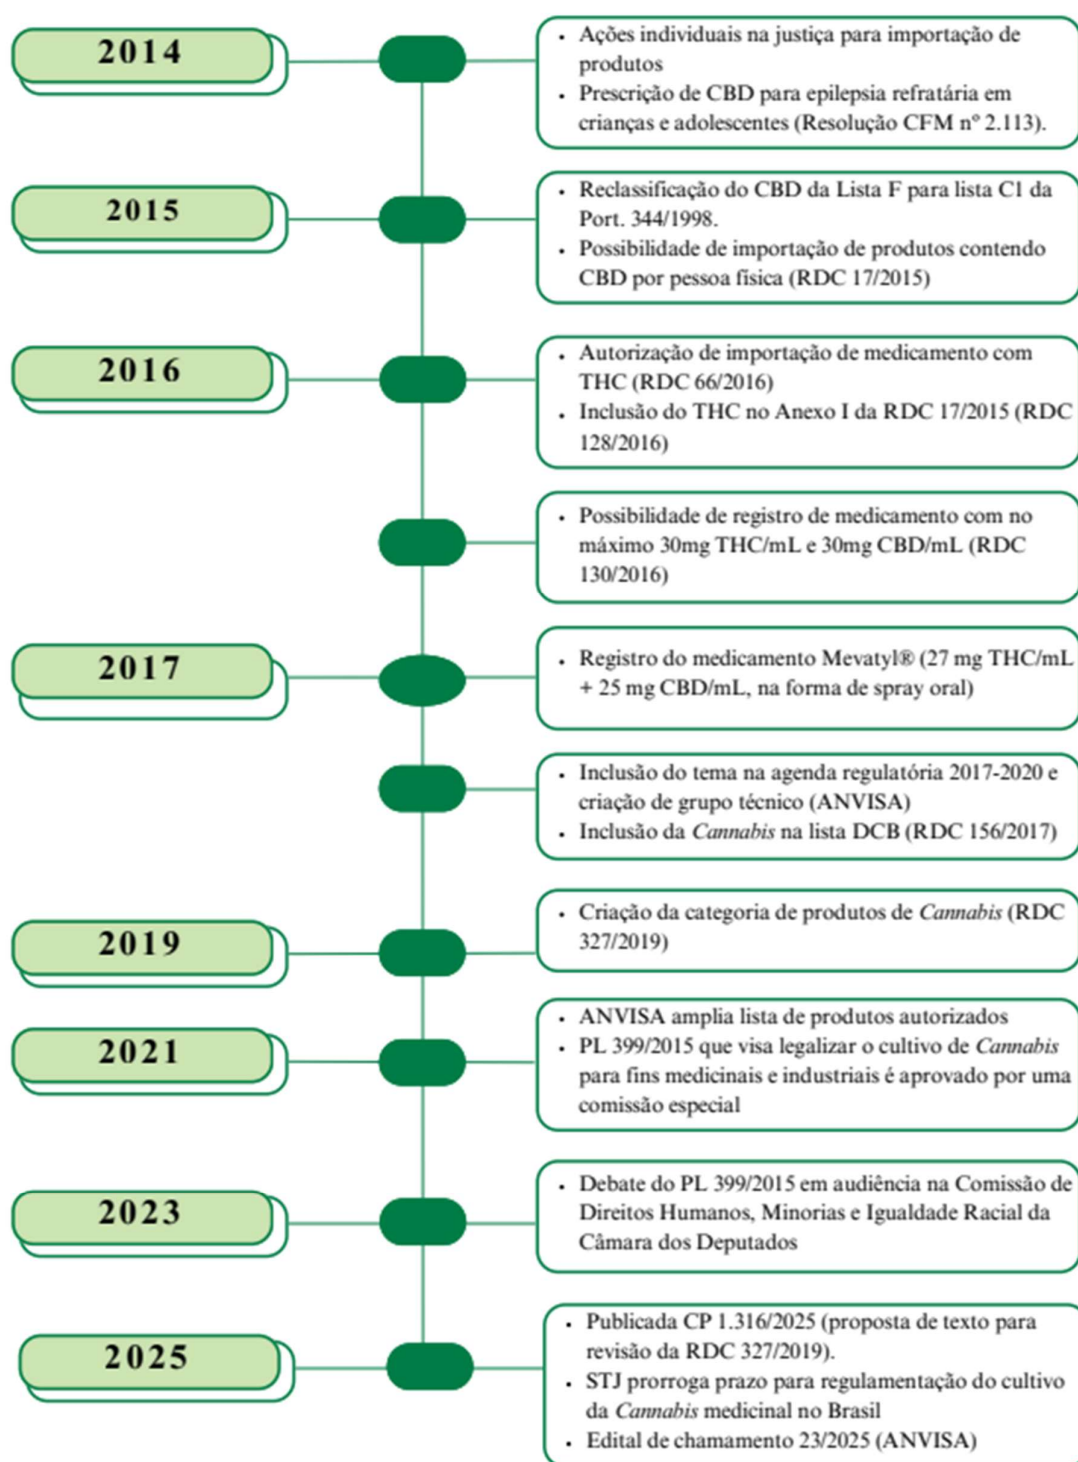 2014
• Ações individuais na justiça para importação de
produtos
• Prescrição de CBD para epilepsia refratária em
crianças e adolescentes (Resolução CFM nº 2.113).
2015
• Reclassificação do CBD da Lista F para lista C1 da
Port. 344/1998.
• Possibilidade de importação de produtos contendo
CBD por pessoa física (RDC 17/2015)
2016
• Autorização de importação de medicamento com
THC (RDC 66/2016)
• Inclusão do THC no Anexo I da RDC 17/2015 (RDC
128/2016)
• Possibilidade de registro de medicamento com no
máximo 30mg THC/mL e 30mg CBD/mL (RDC
130/2016)
2017
• Registro do medicamento Mevatyl® (27 mg THC/mL
+ 25 mg CBD/mL, na forma de spray oral)
• Inclusão do tema na agenda regulatória 2017-2020 e
criação de grupo técnico (ANVISA)
• Inclusão da Cannabis na lista DCB (RDC 156/2017)
2019
• Criação da categoria de produtos de Cannabis (RDC
327/2019)
2021
• ANVISA amplia lista de produtos autorizados
• PL 399/2015 que visa legalizar o cultivo de Cannabis
para fins medicinais e industriais é aprovado por uma
comissão especial
2023
• Debate do PL 399/2015 em audiência na Comissão de
Direitos Humanos, Minorias e Igualdade Racial da
Câmara dos Deputados
2025
• Publicada CP 1.316/2025 (proposta de texto para
revisão da RDC 327/2019).
• STJ prorroga prazo para regulamentação do cultivo
da Cannabis medicinal no Brasil
• Edital de chamamento 23/2025 (ANVISA)